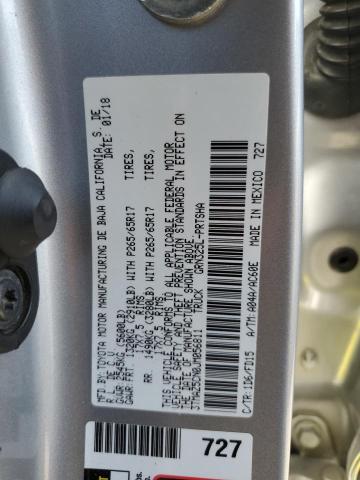 MFD. BY: TOYOTA MOTOR MANUFACTURING DE BAJA CALIFORNIA S. DE
R.L. DE C.V. DATE: 01/18
GVWR 2545KG (5600LB)
GAWR: FRT. 1320KG (2910LB) WITH P265/65R17 TIRES,
17X7.5 RIMS
RR. 1490KG (3280LB) WITH P265/65R17 TIRES,
17X7.5 RIMS
THIS VEHICLE CONFORMS TO ALL APPLICABLE FEDERAL MOTOR
VEHICLE SAFETY AND THEFT PREVENTION STANDARDS IN EFFECT ON
THE DATE OF MANUFACTURE SHOWN ABOVE.
TRUCK GRN325L-PRTSHA
C/TR:1D6/FD15 A/TM:A04A/AC60E MADE IN MEXICO 727
727